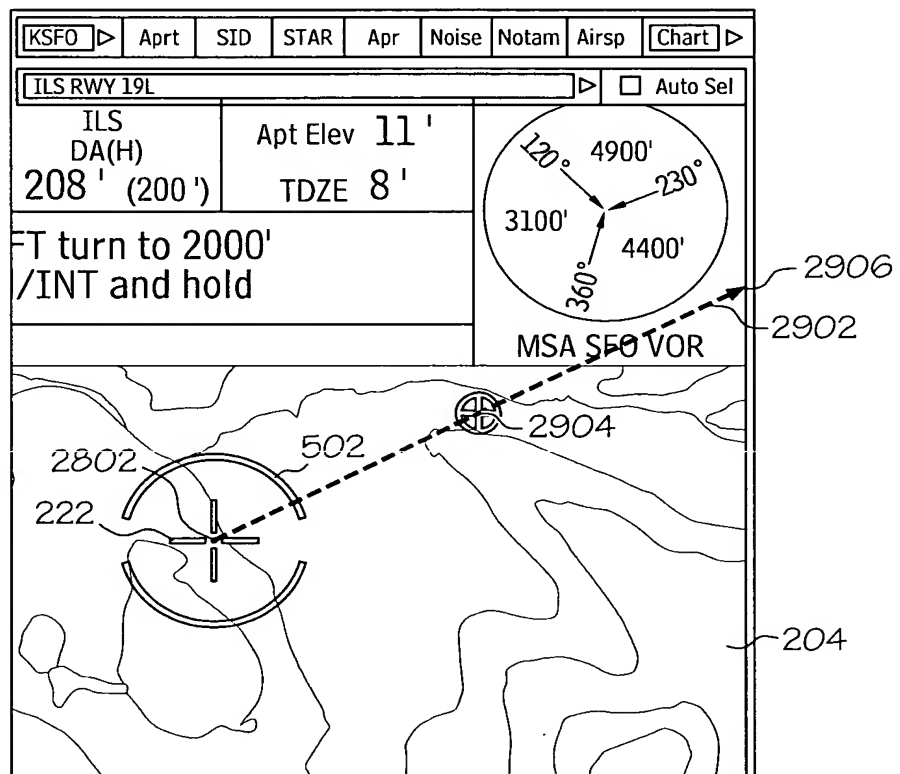 KSFO Aprt SID STAR Apr Noise Notam Airsp Chart
ILS RWY 19L Auto Sel
ILS
DA(H)
208' (200')
Apt Elev 11'
TDZE 8'
120°
4900'
230°
3100'
4400'
360°
MSA SFO VOR
FT turn to 2000'
/INT and hold
2906
2902
2904
502
2802
222
204